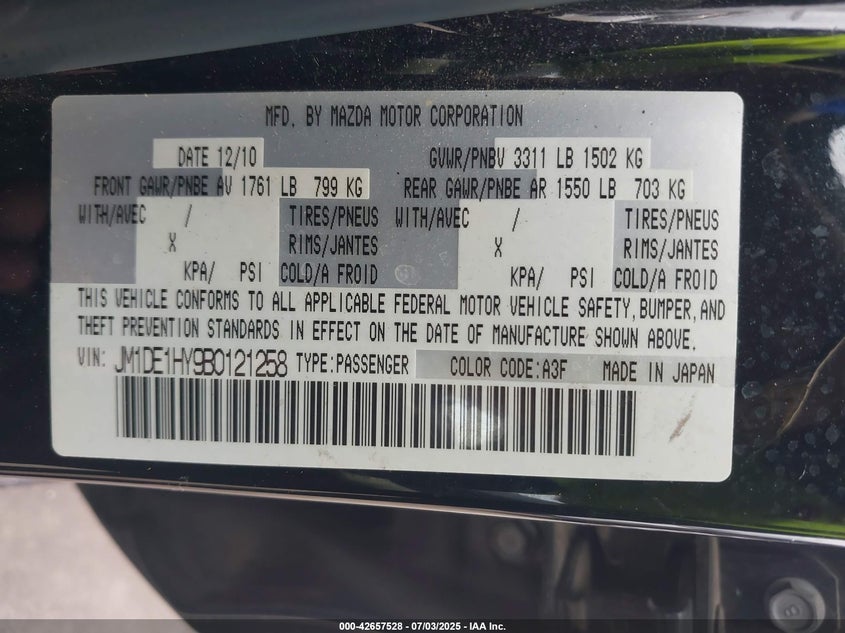 MFD. BY MAZDA MOTOR CORPORATION
DATE 12/10 GVWR/PNBV 3311 LB 1502 KG
FRONT GAWR/PNBE AV 1761 LB 799 KG REAR GAWR/PNBE AR 1550 LB 703 KG
WITH/AVEC / TIRES/PNEUS WITH/AVEC / TIRES/PNEUS
X RIMS/JANTES X RIMS/JANTES
KPA/ PSI COLD/A FROID KPA/ PSI COLD/A FROID
THIS VEHICLE CONFORMS TO ALL APPLICABLE FEDERAL MOTOR VEHICLE SAFETY, BUMPER, AND
THEFT PREVENTION STANDARDS IN EFFECT ON THE DATE OF MANUFACTURE SHOWN ABOVE.
VIN: JM1DE1HY9B0121258 TYPE:PASSENGER COLOR CODE:A3F MADE IN JAPAN
000-42657528 - 07/03/2025 - IAA Inc.